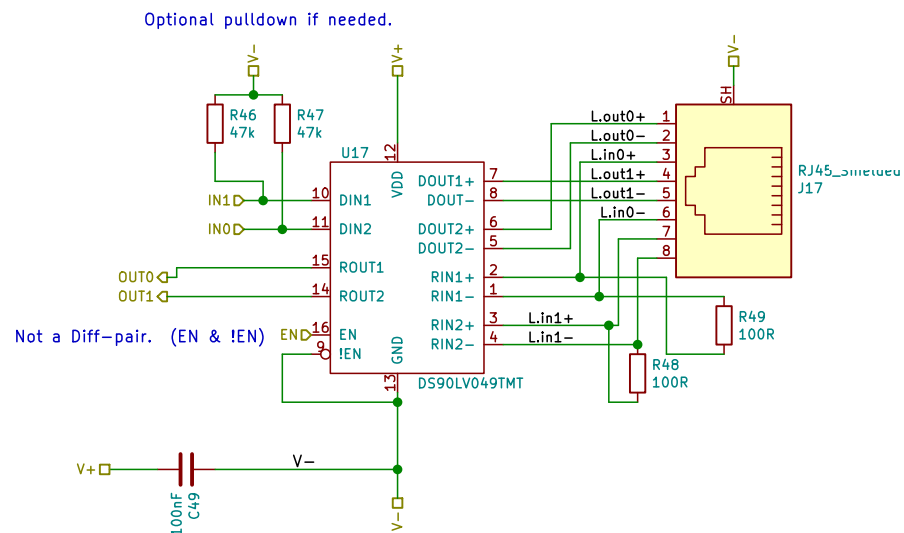 Optional pulldown if needed.
V-
V+
V-
SH
R46
47k
R47
47k
U17
12
VDD
L.out0+
L.out0-
L.in0+
L.out1+
L.out1-
L.in0-
1
2
3
4
5
6
7
8
RJ45_Shielded
J17
IN1
10
DIN1
DOUT1+
7
DOUT-
8
IN0
11
DIN2
DOUT2+
6
DOUT2-
5
OUT0
15
ROUT1
RIN1+
2
OUT1
14
ROUT2
RIN1-
1
Not a Diff-pair. (EN & !EN)
EN
16
EN
9
!EN
GND
13
RIN2+
3
L.in1+
RIN2-
4
L.in1-
R49
100R
R48
100R
DS90LV049TMT
V+
V-
100nF
C49
V-